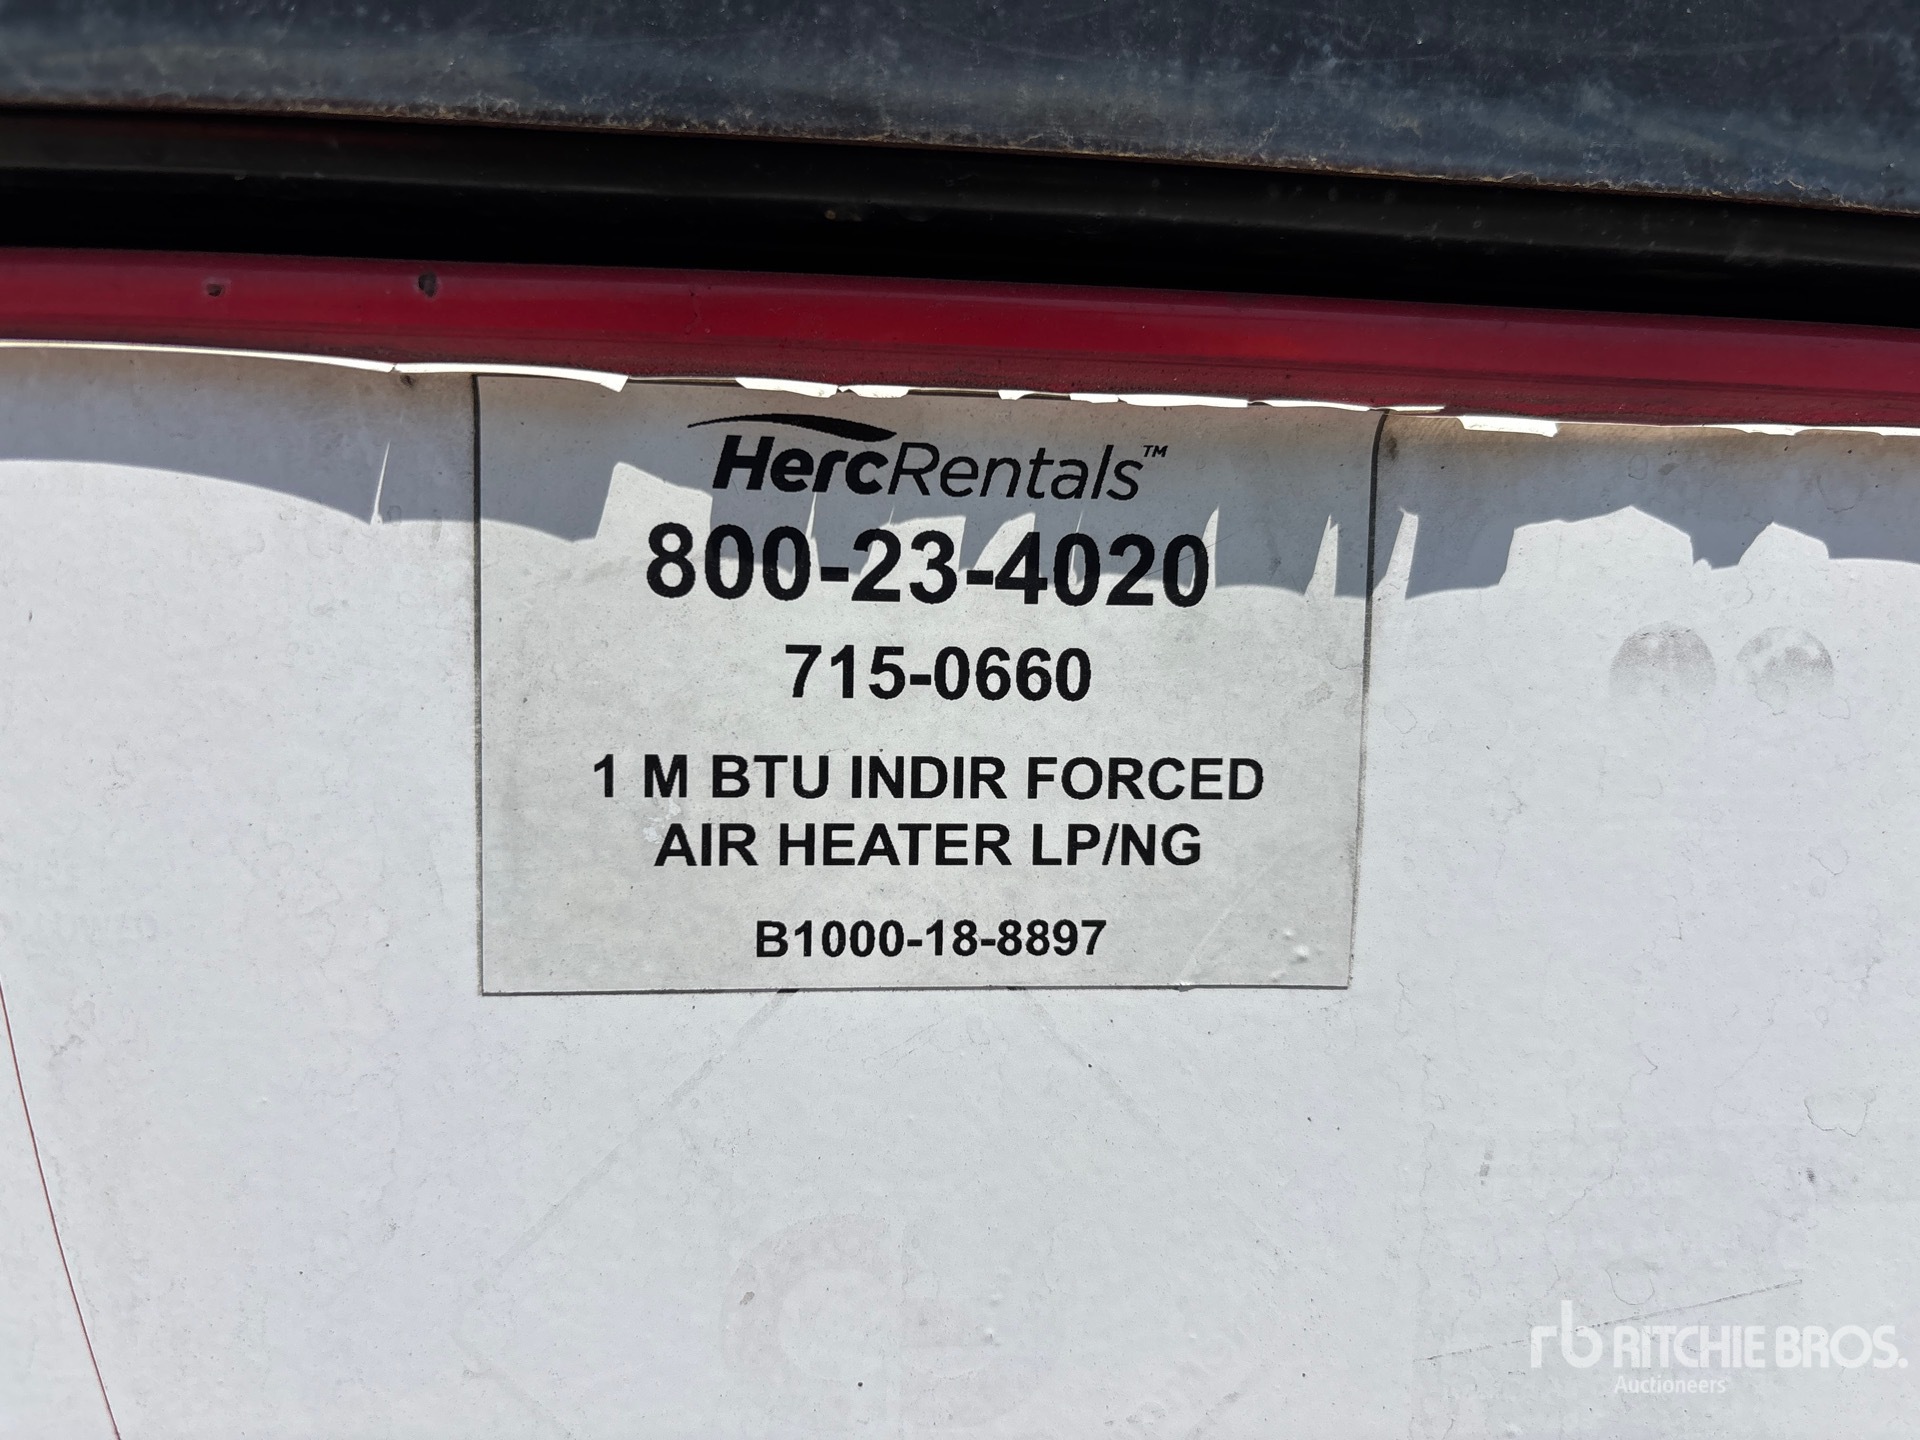 HercRentals™
800-23-4020
715-0660
1 M BTU INDIR FORCED
AIR HEATER LP/NG
B1000-18-8897
rb RITCHIE BROS.
Auctioneers